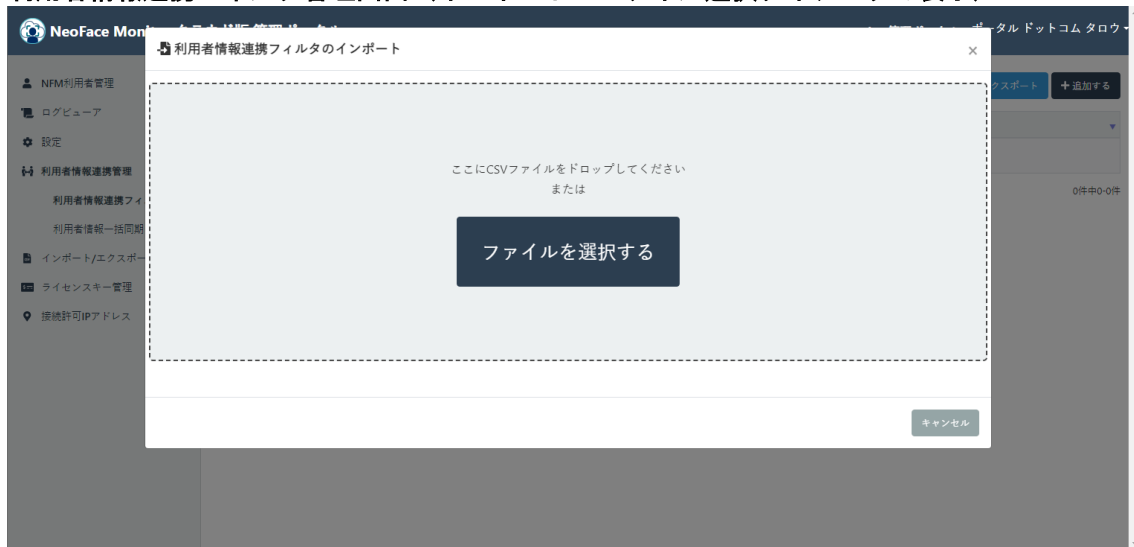 NeoFace Mon
ータル ドットコム タロウ
利用者情報連携フィルタのインポート
×
NFM利用者管理
クスポート
+追加する
ログビューア
設定
利用者情報連携管理
ここにCSVファイルをドロップしてください
または
利用者情報連携フィ
0件中0-0件
利用者情報一括同期
ファイルを選択する
インポート/エクスポー
ライセンスキー管理
接続許可IPアドレス
キャンセル